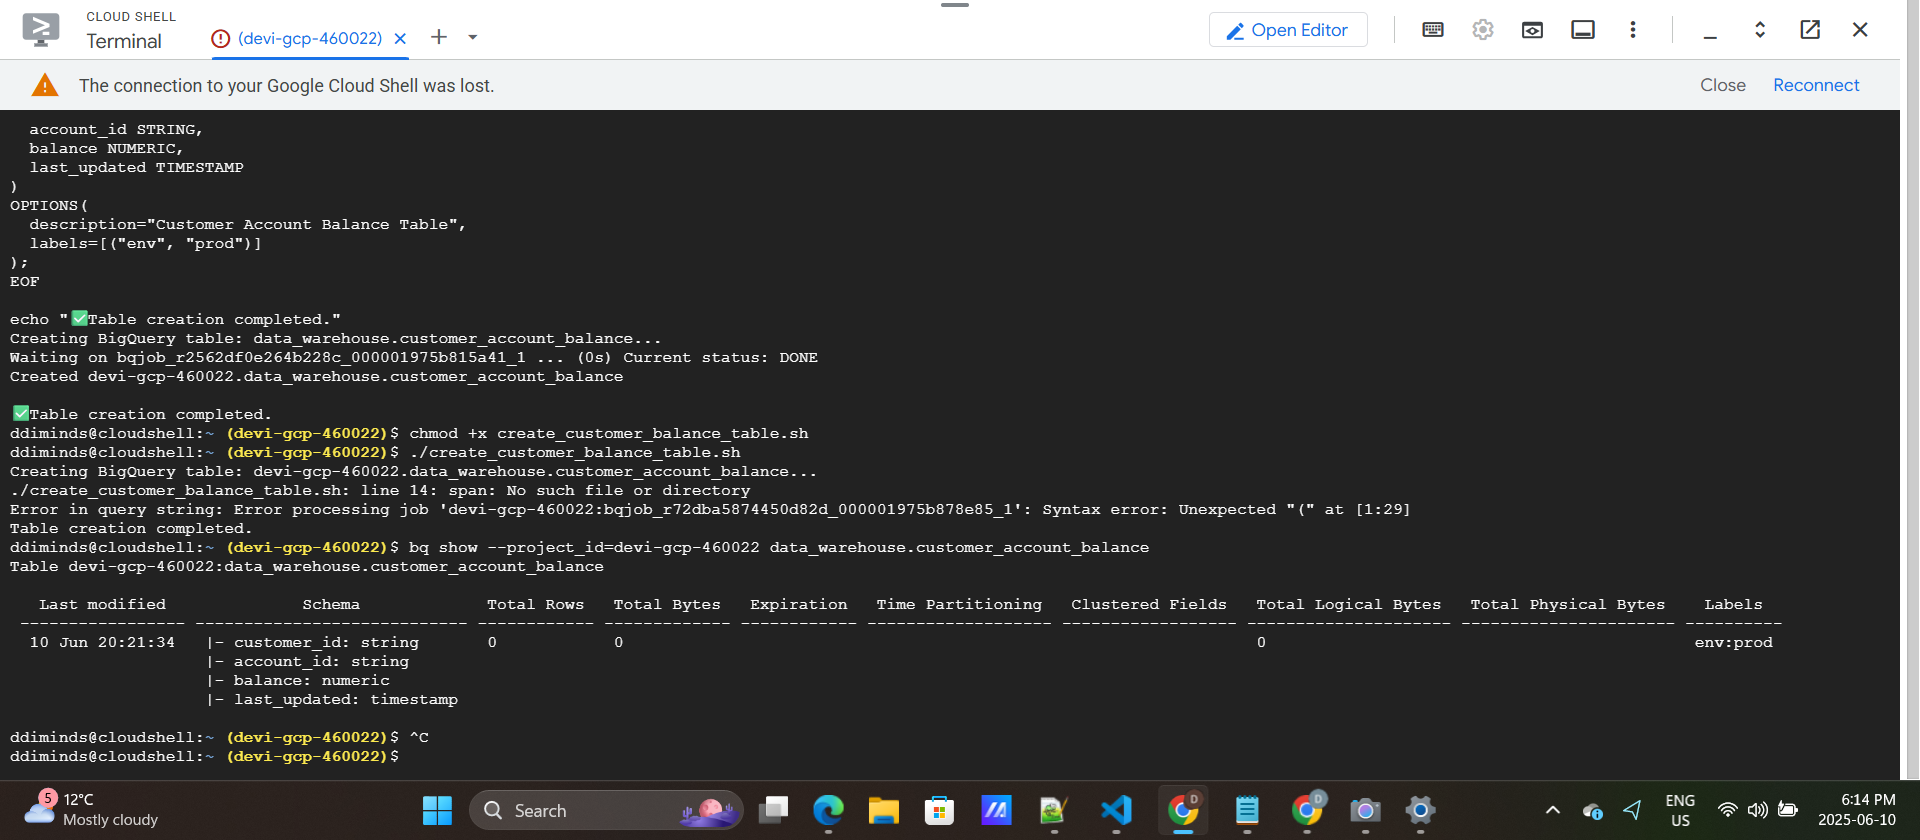 CLOUD SHELL
Terminal
(devi-gcp-460022)
Open Editor
The connection to your Google Cloud Shell was lost.
Close
Reconnect
  account_id STRING,
  balance NUMERIC,
  last_updated TIMESTAMP
)
OPTIONS(
  description="Customer Account Balance Table",
  labels=[("env", "prod")]
);
EOF
echo "✅Table creation completed."
Creating BigQuery table: data_warehouse.customer_account_balance...
Waiting on bqjob_r2562df0e264b228c_000001975b815a41_1 ... (0s) Current status: DONE
Created devi-gcp-460022.data_warehouse.customer_account_balance
✅Table creation completed.
ddiminds@cloudshell:~ (devi-gcp-460022)$ chmod +x create_customer_balance_table.sh
ddiminds@cloudshell:~ (devi-gcp-460022)$ ./create_customer_balance_table.sh
Creating BigQuery table: devi-gcp-460022.data_warehouse.customer_account_balance...
./create_customer_balance_table.sh: line 14: span: No such file or directory
Error in query string: Error processing job 'devi-gcp-460022:bqjob_r72dba5874450d82d_000001975b878e85_1': Syntax error: Unexpected "(" at [1:29]
Table creation completed.
ddiminds@cloudshell:~ (devi-gcp-460022)$ bq show --project_id=devi-gcp-460022 data_warehouse.customer_account_balance
Table devi-gcp-460022:data_warehouse.customer_account_balance
Last modified Schema Total Rows Total Bytes Expiration Time Partitioning Clustered Fields Total Logical Bytes Total Physical Bytes Labels
----------------- ---------------------------- ------------ ------------- ------------ ------------------- ------------------ --------------------- ---------------------- ----------
10 Jun 20:21:34 |- customer_id: string 0 0 0 env:prod
|- account_id: string
|- balance: numeric
|- last_updated: timestamp
ddiminds@cloudshell:~ (devi-gcp-460022)$ ^C
ddiminds@cloudshell:~ (devi-gcp-460022)$
5
12°C
Mostly cloudy
Search
D
D
ENG
US
6:14 PM
2025-06-10